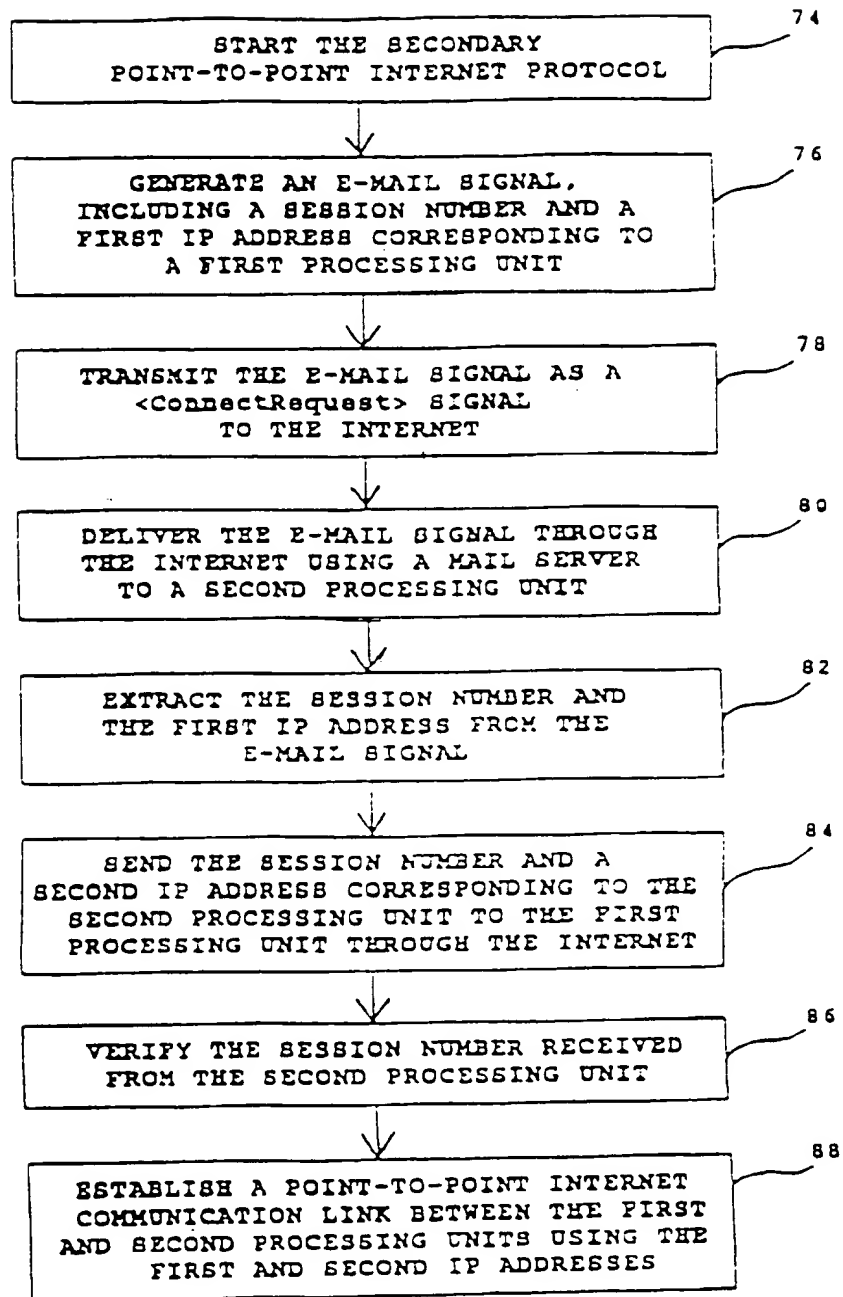 74
START THE SECONDARY
POINT-TO-POINT INTERNET PROTOCOL
76
GENERATE AN E-MAIL SIGNAL,
INCLUDING A SESSION NUMBER AND A
FIRST IP ADDRESS CORRESPONDING TO
A FIRST PROCESSING UNIT
78
TRANSMIT THE E-MAIL SIGNAL AS A
<ConnectRequest> SIGNAL
TO THE INTERNET
80
DELIVER THE E-MAIL SIGNAL THROUGH
THE INTERNET USING A MAIL SERVER
TO A SECOND PROCESSING UNIT
82
EXTRACT THE SESSION NUMBER AND
THE FIRST IP ADDRESS FROM THE
E-MAIL SIGNAL
84
SEND THE SESSION NUMBER AND A
SECOND IP ADDRESS CORRESPONDING TO THE
SECOND PROCESSING UNIT TO THE FIRST
PROCESSING UNIT THROUGH THE INTERNET
86
VERIFY THE SESSION NUMBER RECEIVED
FROM THE SECOND PROCESSING UNIT
88
ESTABLISH A POINT-TO-POINT INTERNET
COMMUNICATION LINK BETWEEN THE FIRST
AND SECOND PROCESSING UNITS USING THE
FIRST AND SECOND IP ADDRESSES